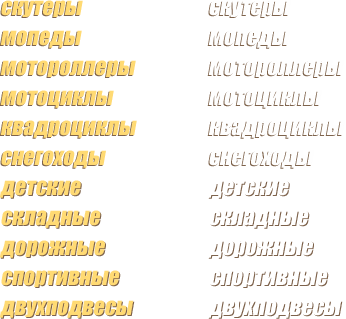 скутеры скутеры
мопеды мопеды
мотороллеры мотороллеры
мотоциклы мотоциклы
квадроциклы квадроциклы
снегоходы снегоходы
детские детские
складные складные
дорожные дорожные
спортивные спортивные
двухподвесы двухподвесы